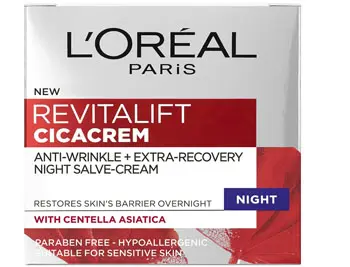 L'ORÉAL
PARIS
NEW
REVITALIFT
CICACREM
ANTI-WRINKLE + EXTRA-RECOVERY
NIGHT SALVE-CREAM
RESTORES SKIN'S BARRIER OVERNIGHT
NIGHT
WITH CENTELLA ASIATICA
PARABEN FREE - HYPOALLERGENIC
SUITABLE FOR SENSITIVE SKIN